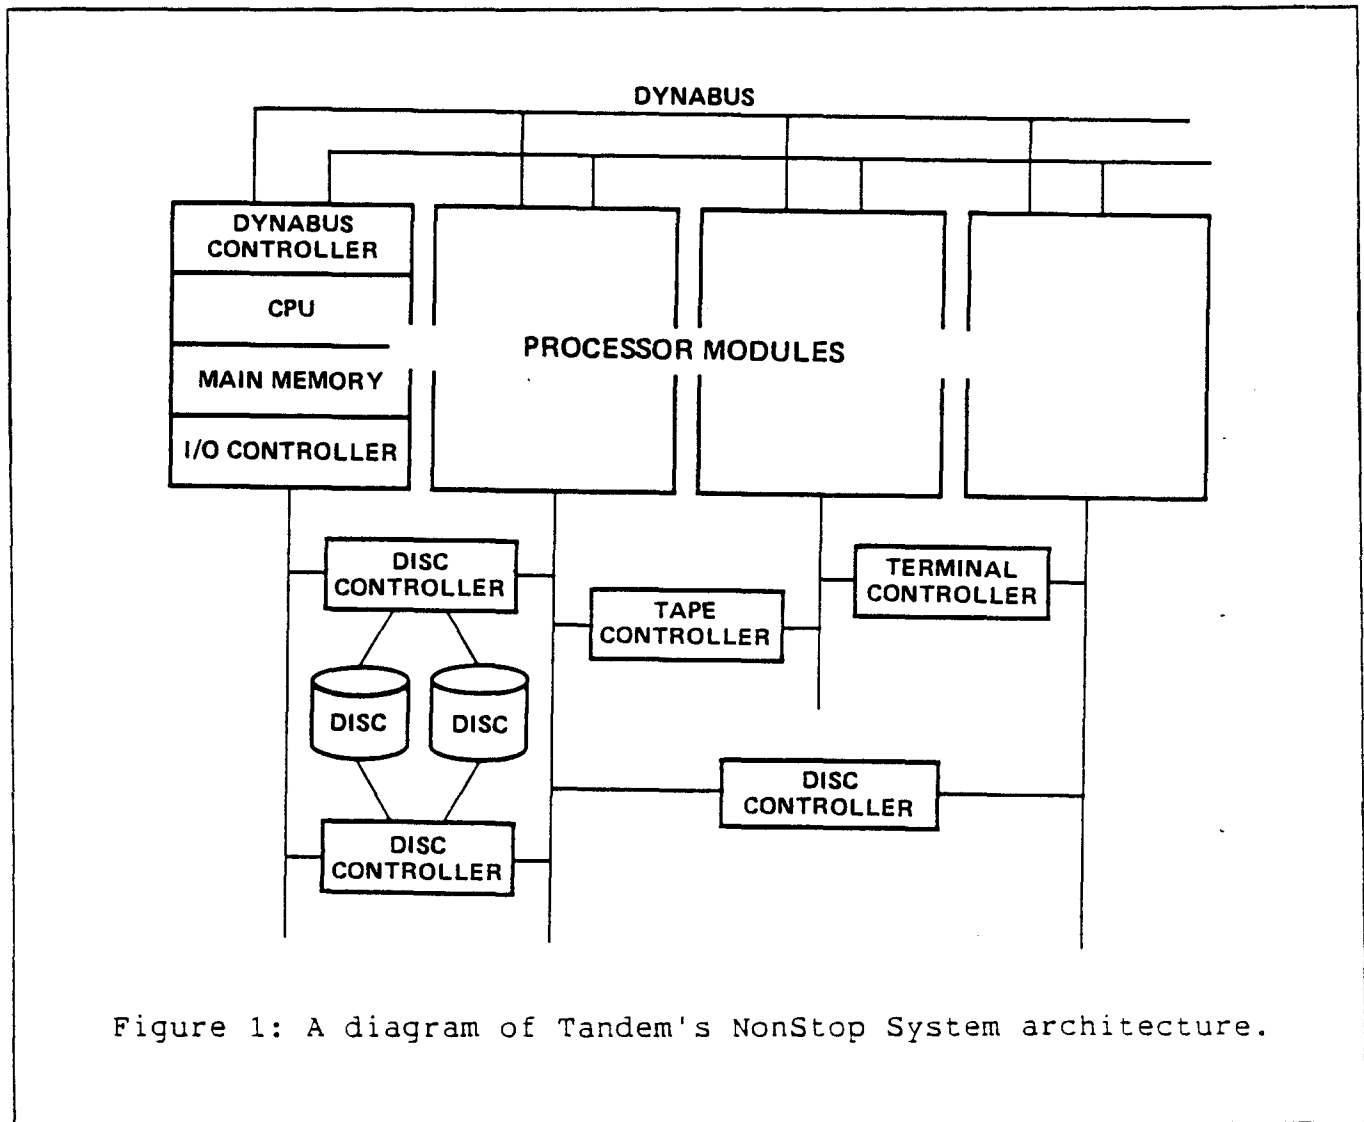 DYNABUS
DYNABUS
CONTROLLER
CPU
MAIN MEMORY
I/O CONTROLLER
PROCESSOR MODULES
DISC
CONTROLLER
TAPE
CONTROLLER
TERMINAL
CONTROLLER
DISC
DISC
DISC
CONTROLLER
DISC
CONTROLLER
Figure 1: A diagram of Tandem's NonStop System architecture.